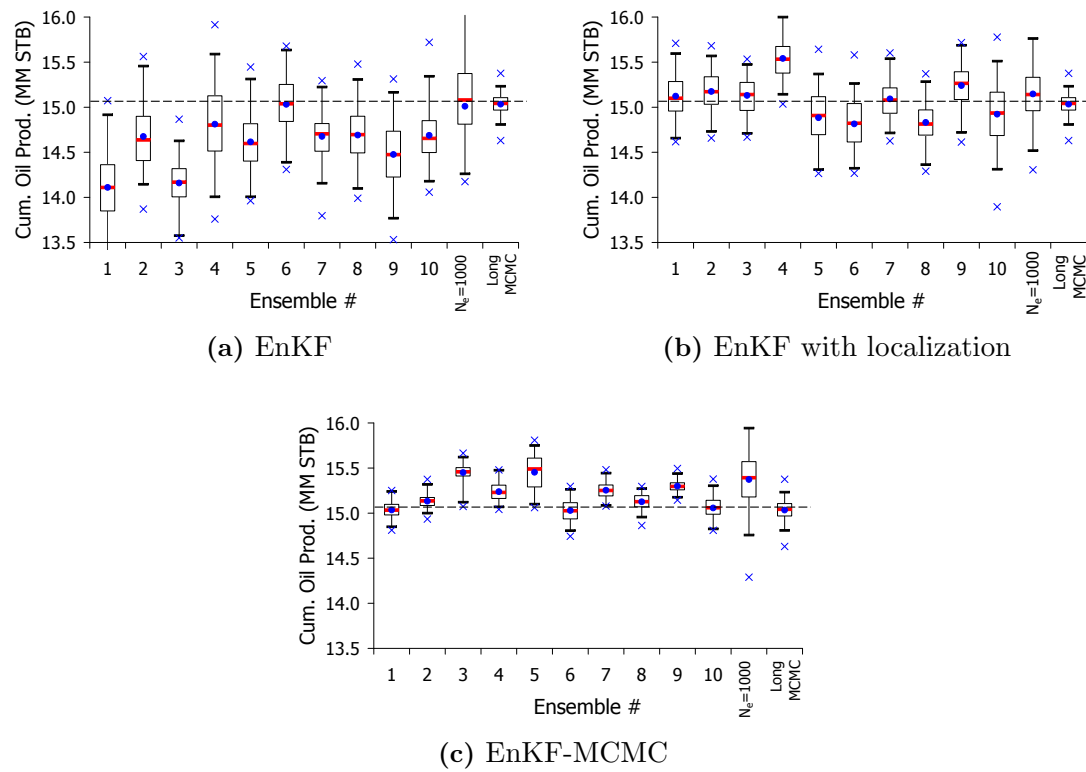 Cum. Oil Prod. (MM STB)
16.0
15.5
15.0
14.5
14.0
13.5
1 2 3 4 5 6 7 8 9 10 Nₑ=1000 Long MCMC
Ensemble #
(a) EnKF
Cum. Oil Prod. (MM STB)
16.0
15.5
15.0
14.5
14.0
13.5
1 2 3 4 5 6 7 8 9 10 Nₑ=1000 Long MCMC
Ensemble #
(b) EnKF with localization
Cum. Oil Prod. (MM STB)
16.0
15.5
15.0
14.5
14.0
13.5
1 2 3 4 5 6 7 8 9 10 Nₑ=1000 Long MCMC
Ensemble #
(c) EnKF-MCMC